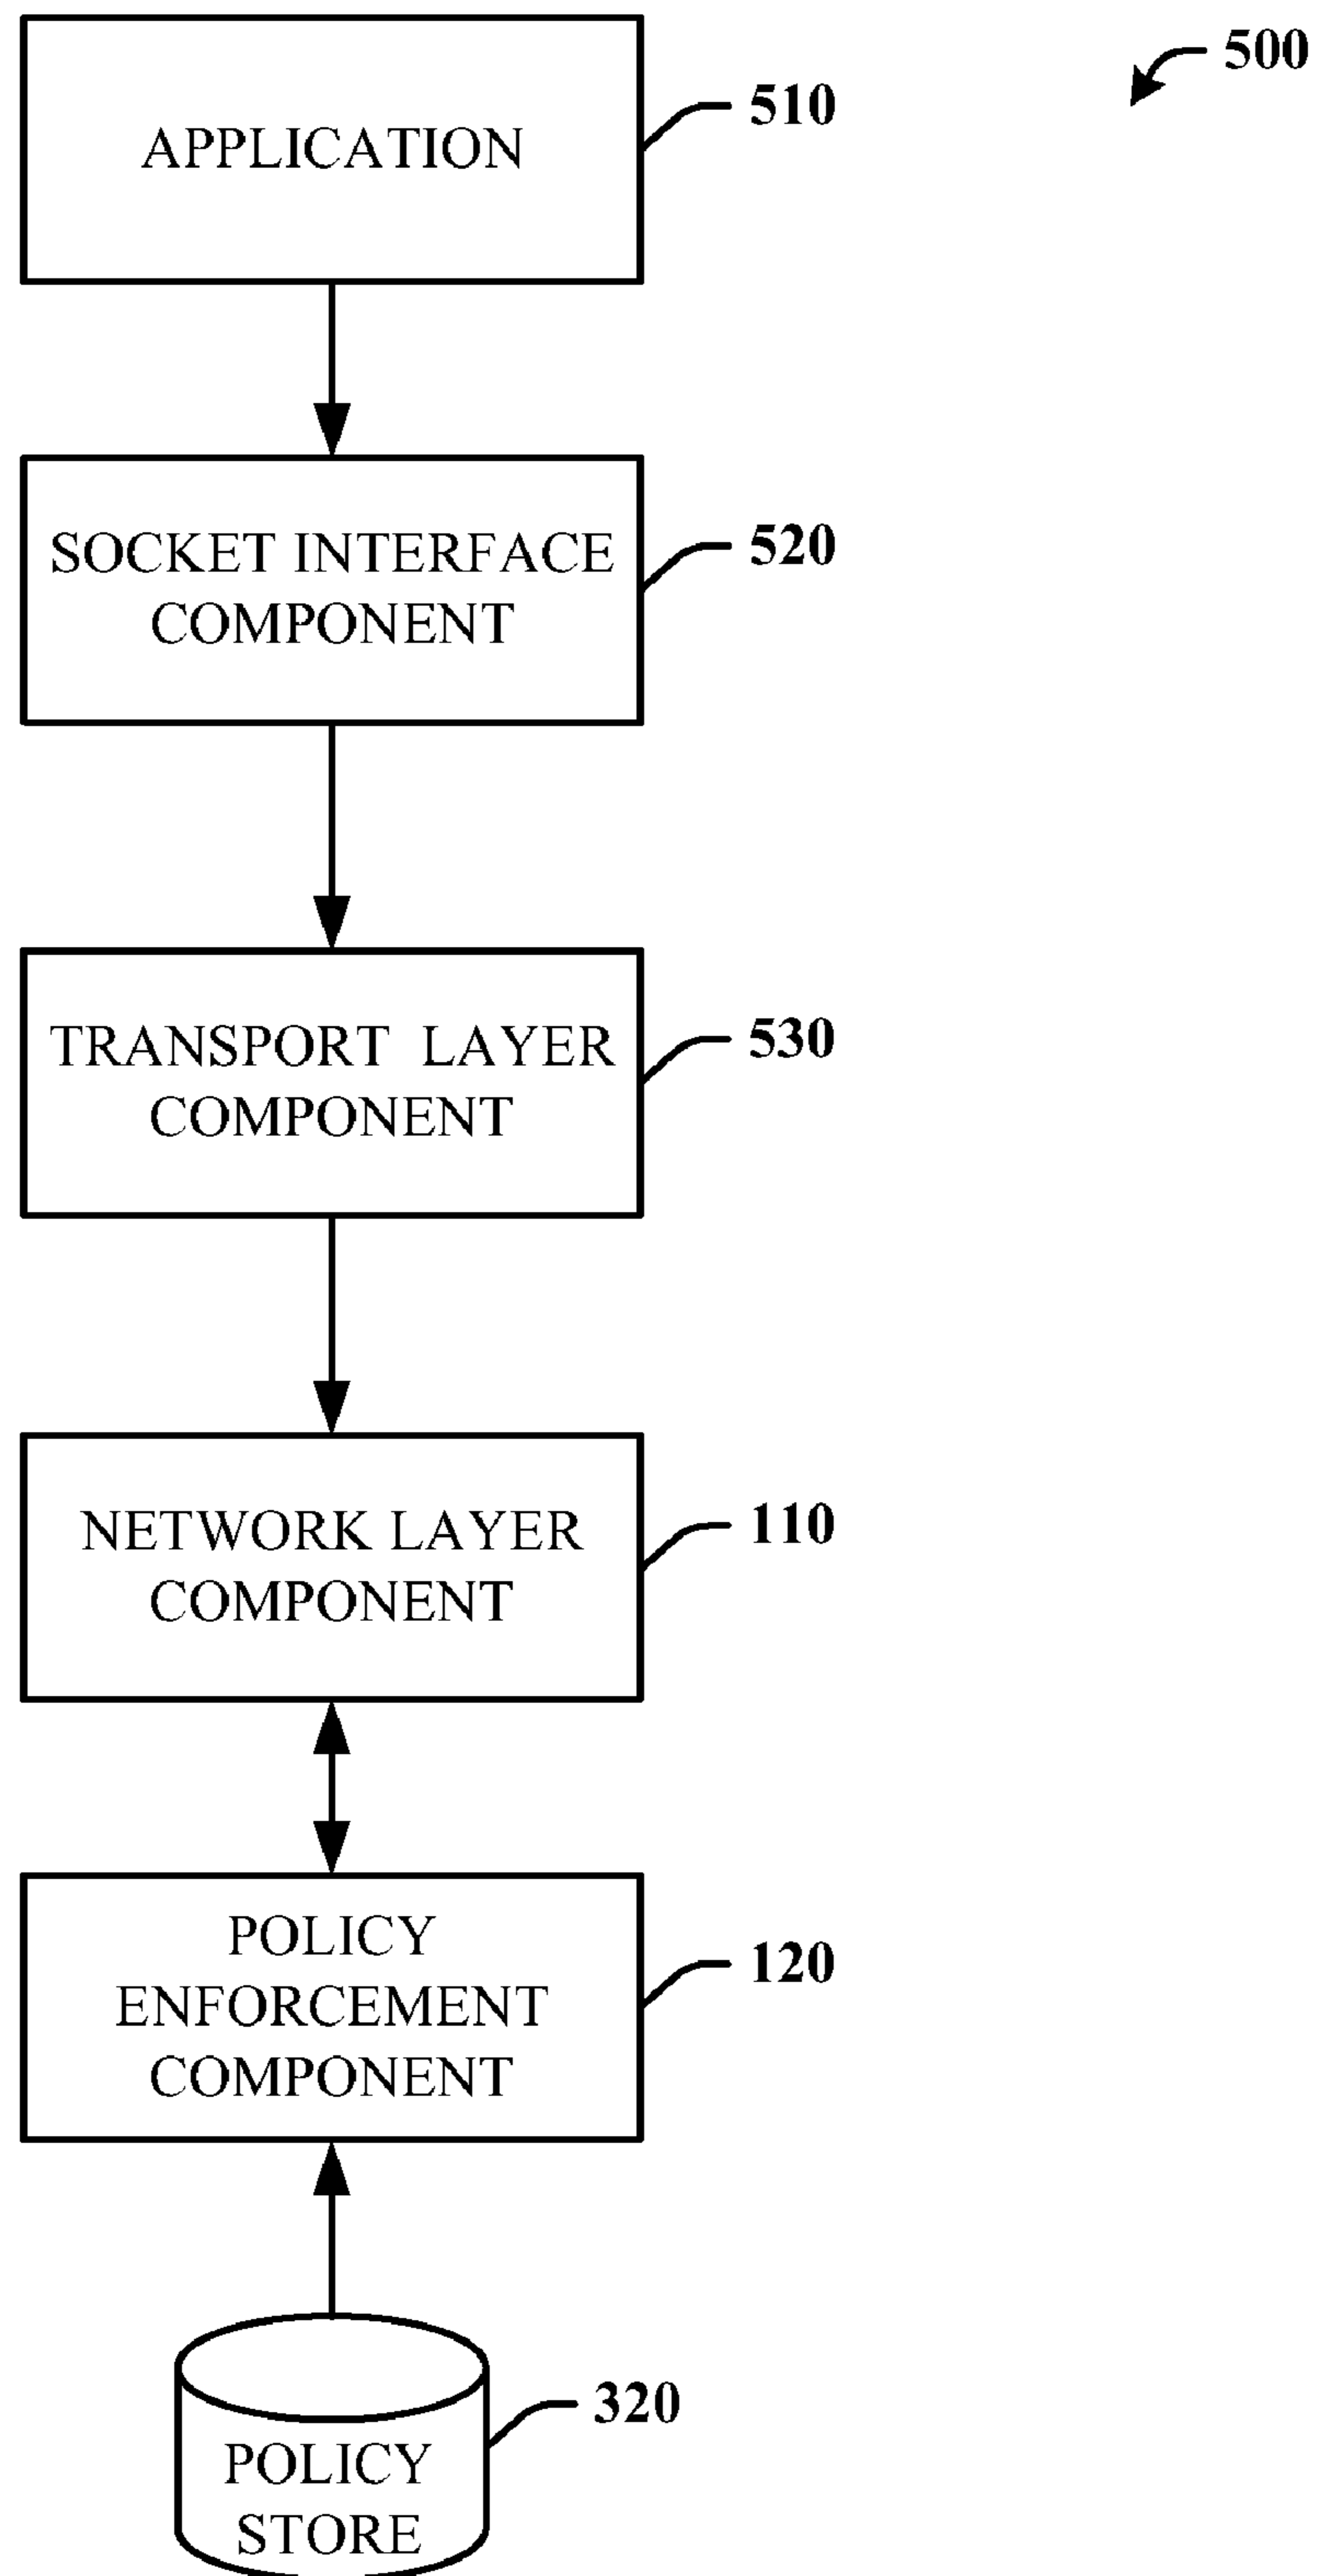 500
APPLICATION
510
SOCKET INTERFACE
COMPONENT
520
TRANSPORT LAYER
COMPONENT
530
NETWORK LAYER
COMPONENT
110
POLICY
ENFORCEMENT
COMPONENT
120
POLICY
STORE
320